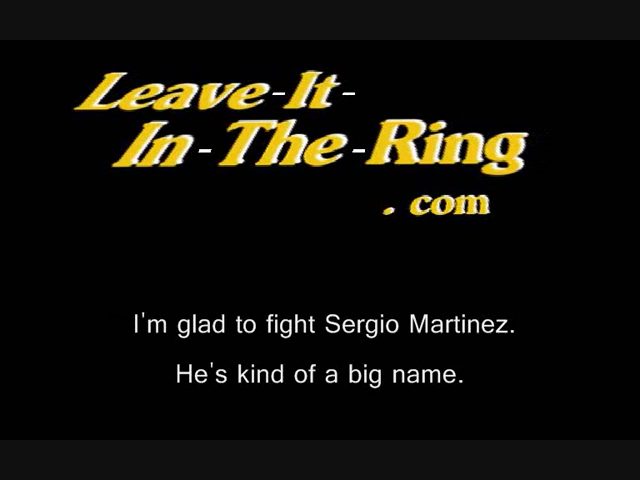 Leave-It-
In-The-Ring
.com
I'm glad to fight Sergio Martinez.
He's kind of a big name.